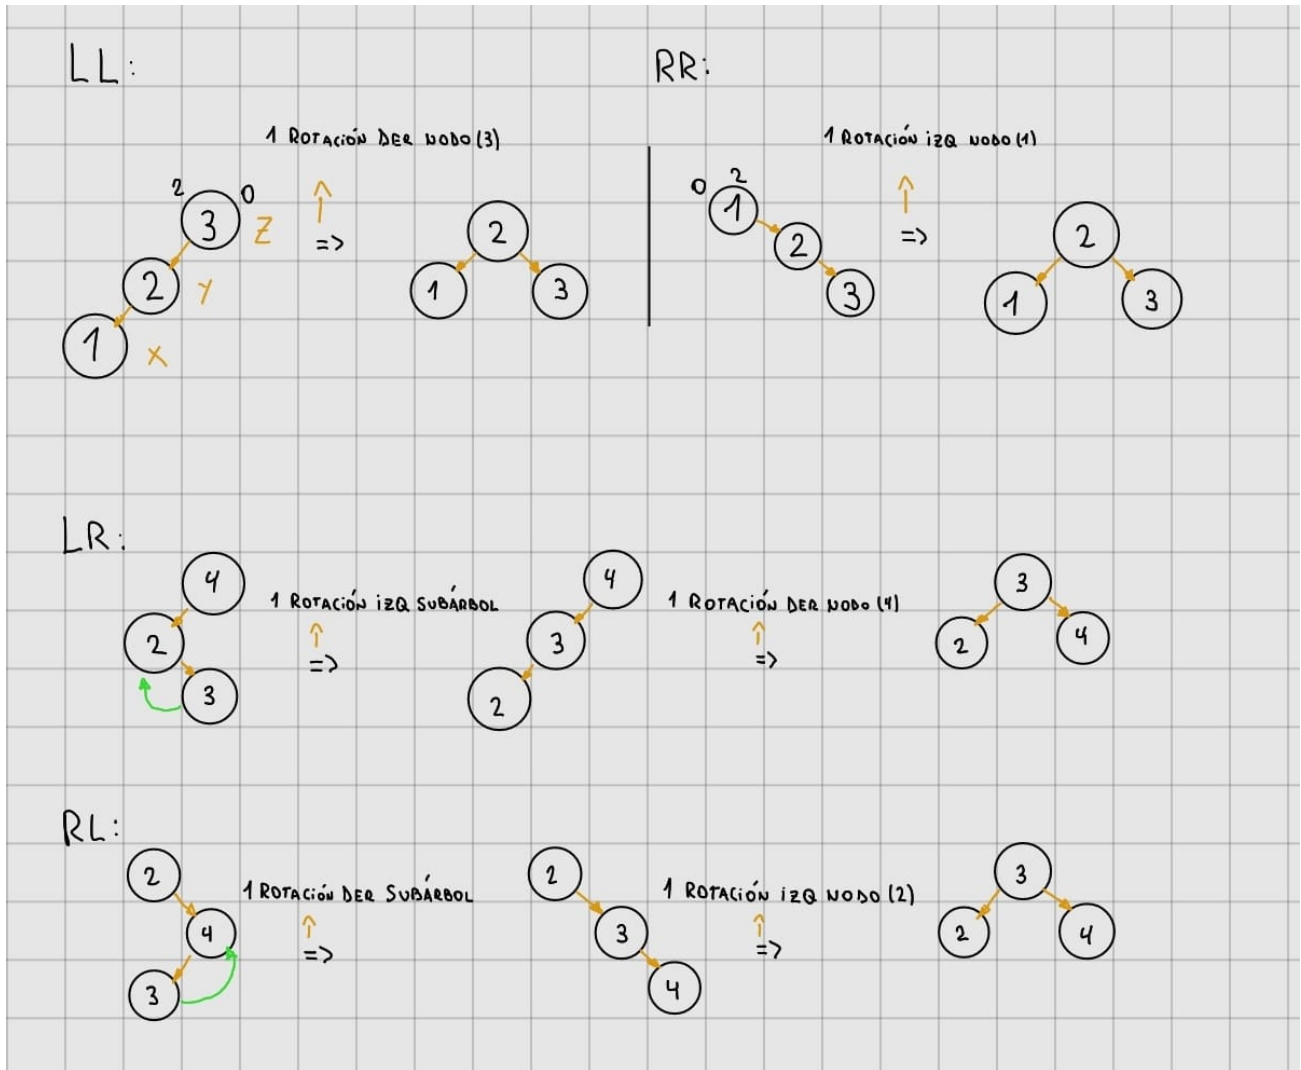 LL:
1 ROTACIÓN DER NODO (3)
2 3 0 Z
=>
2 Y
1 X
2
1 3
RR:
1 ROTACIÓN IZQ NODO (1)
0 2
1
2
3
=>
2
1 3
LR:
4
2
3
1 ROTACIÓN IZQ SUBÁRBOL
=>
4
3
2
1 ROTACIÓN DER NODO (4)
=>
3
2 4
RL:
2
4
3
1 ROTACIÓN DER SUBÁRBOL
=>
2
3
4
1 ROTACIÓN IZQ NODO (2)
=>
3
2 4